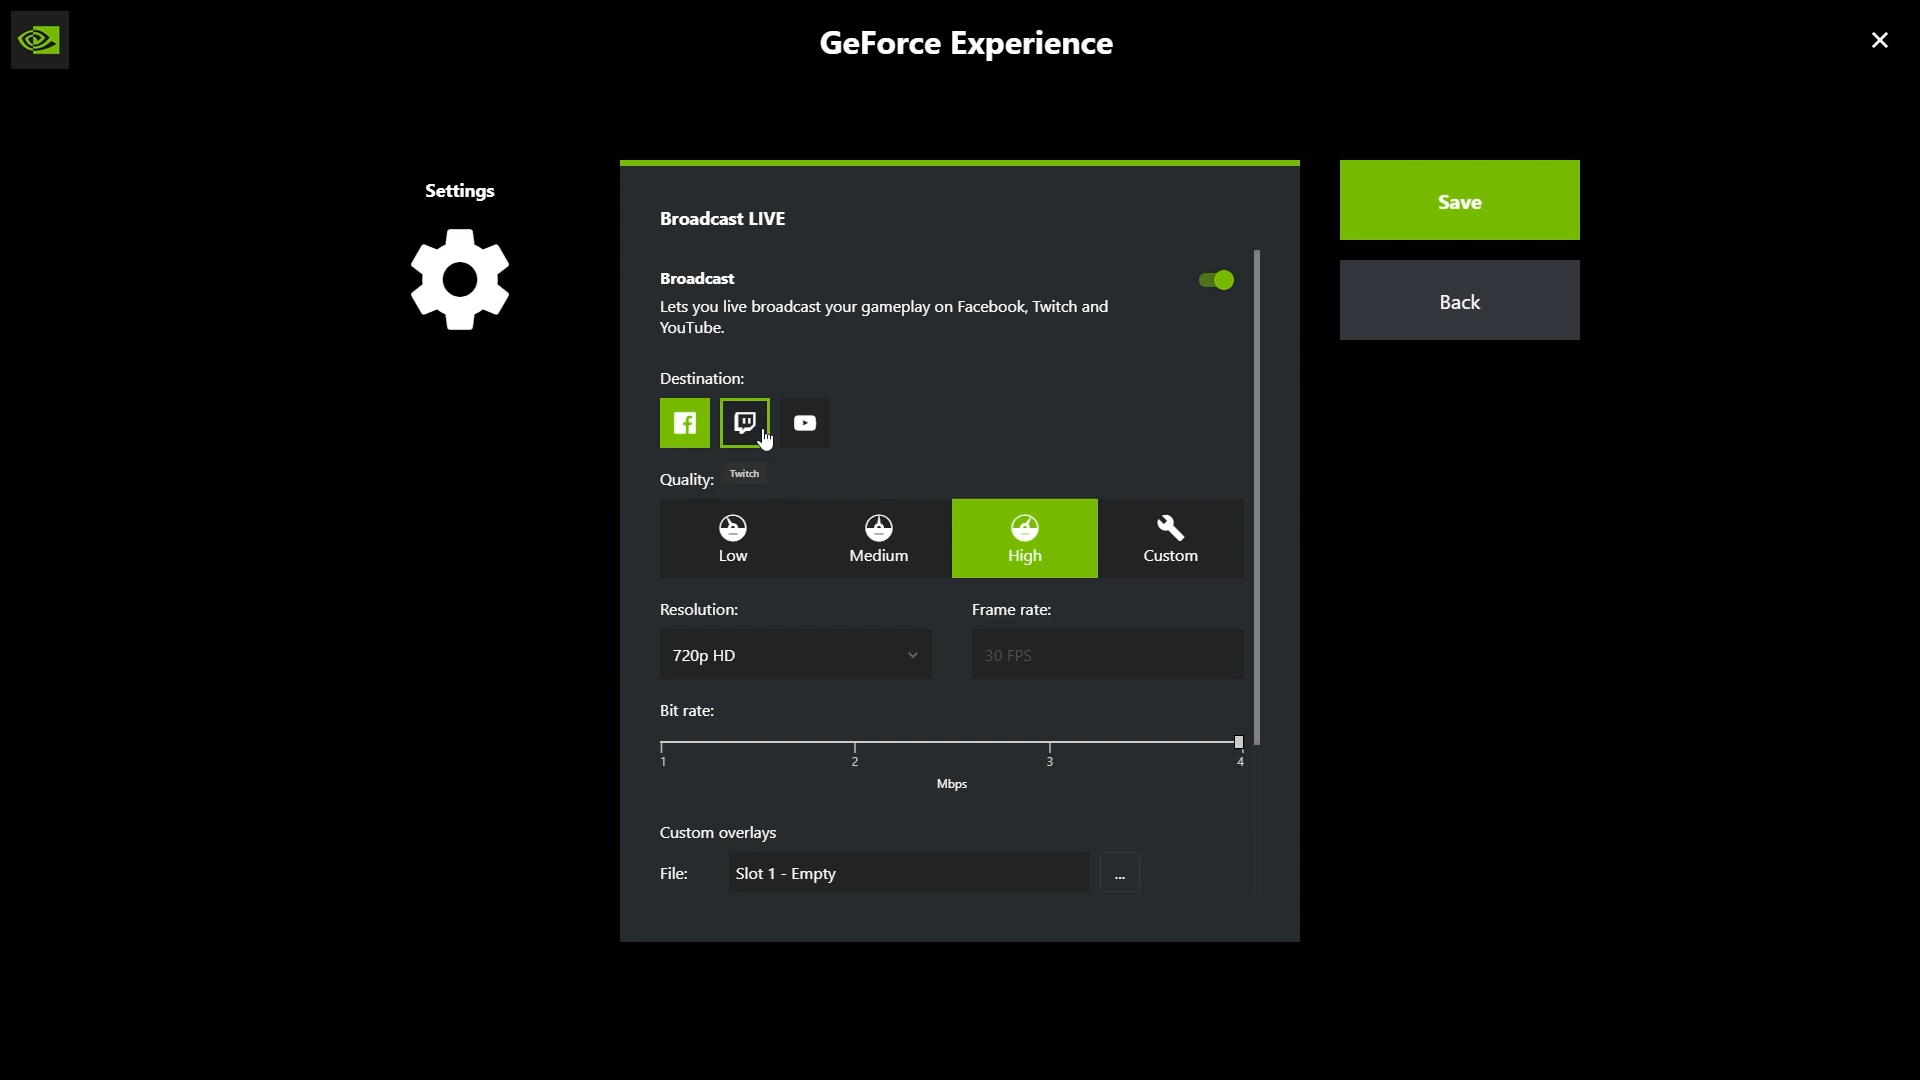 GeForce Experience
Settings
Broadcast LIVE
Save
Broadcast
Lets you live broadcast your gameplay on Facebook, Twitch and
YouTube.
Back
Destination:
Quality:
Twitch
Low
Medium
High
Custom
Resolution:
Frame rate:
720p HD
30 FPS
Bit rate:
1 2 3 4
Mbps
Custom overlays
File:
Slot 1 - Empty
...